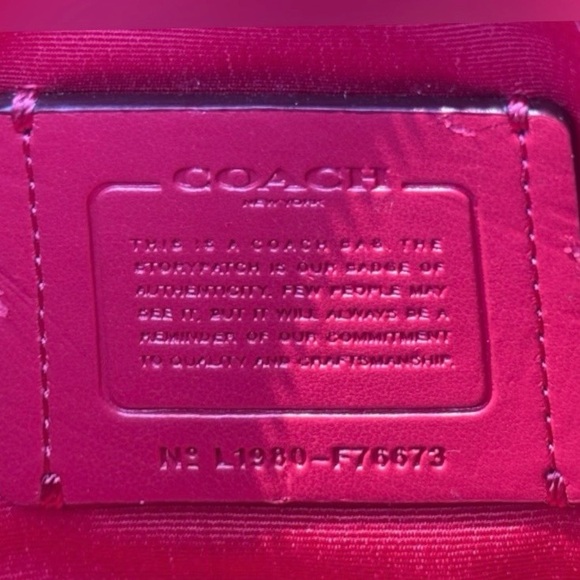 COACH
NEW YORK
THIS IS A COACH BAG. THE
STORYPATCH IS OUR BADGE OF
AUTHENTICITY. FEW PEOPLE MAY
SEE IT, BUT IT WILL ALWAYS BE A
REMINDER OF OUR COMMITMENT
TO QUALITY AND CRAFTSMANSHIP.
Nº L1980-F76673